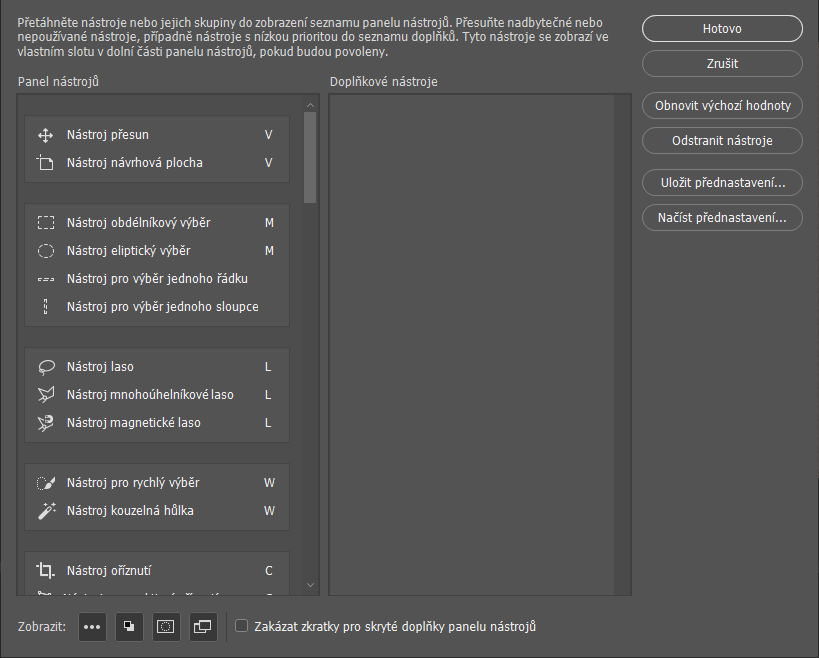 Přetáhněte nástroje nebo jejich skupiny do zobrazení seznamu panelu nástrojů. Přesuňte nadbytečné nebo
nepoužívané nástroje, případně nástroje s nízkou prioritou do seznamu doplňků. Tyto nástroje se zobrazí ve
vlastním slotu v dolní části panelu nástrojů, pokud budou povoleny.
Hotovo
Zrušit
Obnovit výchozí hodnoty
Odstranit nástroje
Uložit přednastavení...
Načíst přednastavení...
Panel nástrojů
Doplňkové nástroje
Nástroj přesun V
Nástroj návrhová plocha V
Nástroj obdélníkový výběr M
Nástroj eliptický výběr M
Nástroj pro výběr jednoho řádku
Nástroj pro výběr jednoho sloupce
Nástroj laso L
Nástroj mnohoúhelníkové laso L
Nástroj magnetické laso L
Nástroj pro rychlý výběr W
Nástroj kouzelná hůlka W
Nástroj oříznutí C
Zobrazit:
Zakázat zkratky pro skryté doplňky panelu nástrojů